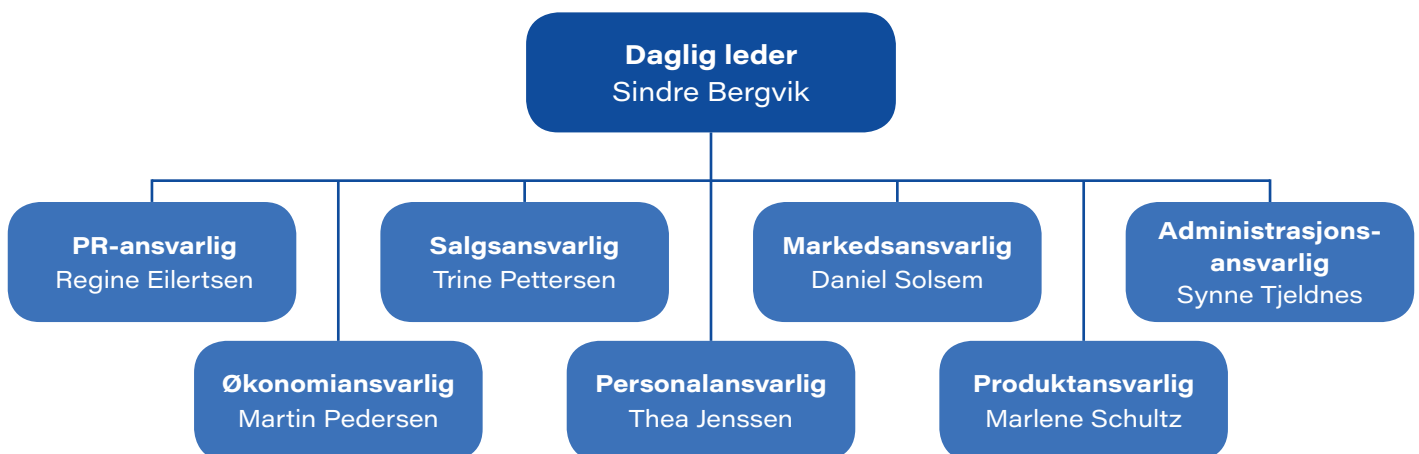 Daglig leder
Sindre Bergvik
PR-ansvarlig
Regine Eilertsen
Salgsansvarlig
Trine Pettersen
Markedsansvarlig
Daniel Solsem
Administrasjons-
ansvarlig
Synne Tjeldnes
Økonomiansvarlig
Martin Pedersen
Personalansvarlig
Thea Jenssen
Produktansvarlig
Marlene Schultz